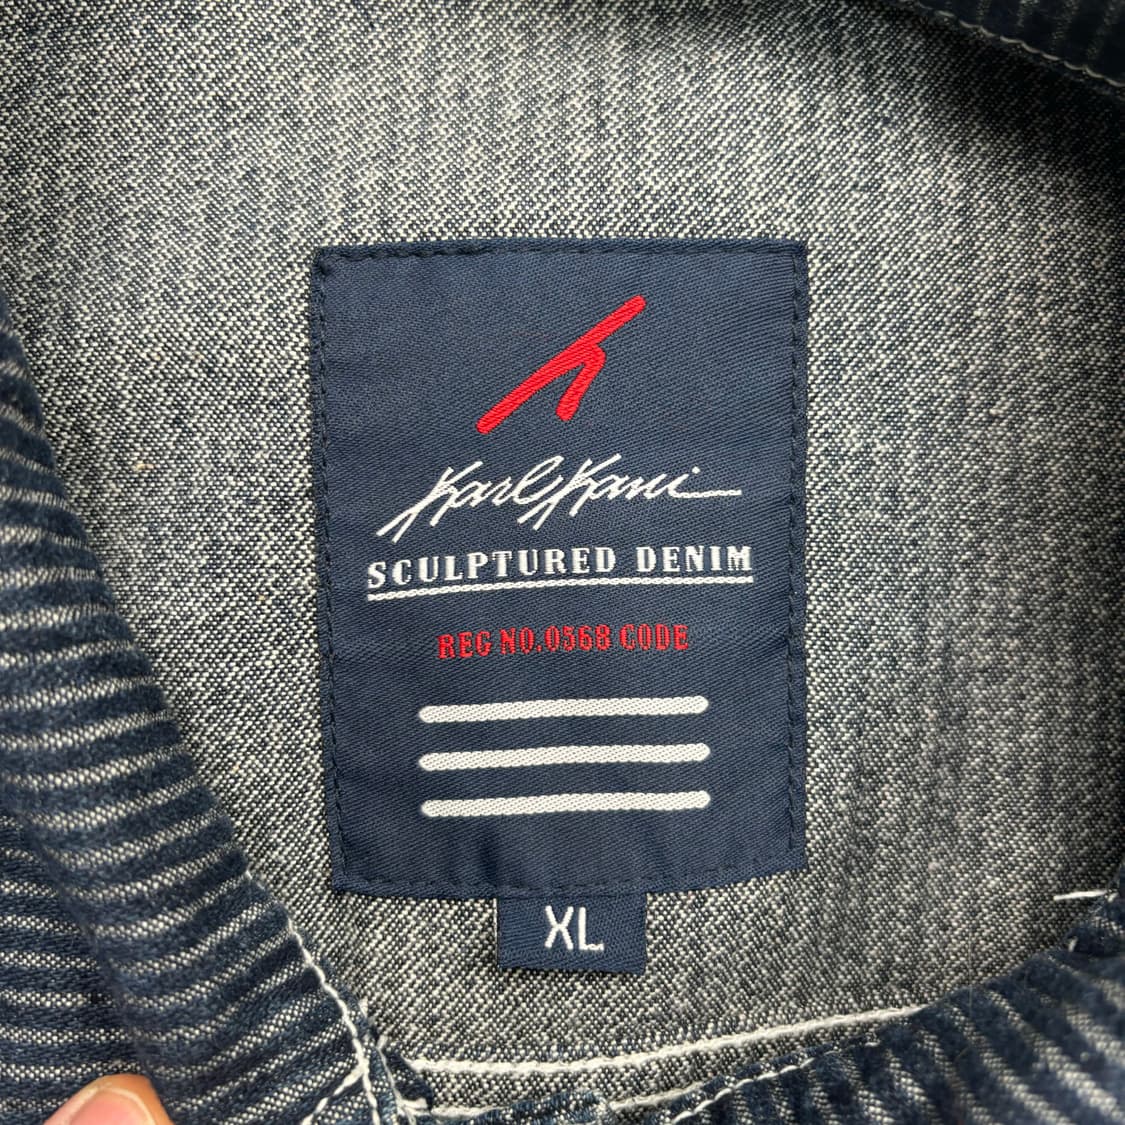 Karl Kani
SCULPTURED DENIM
REG NO.0568 CODE
XL